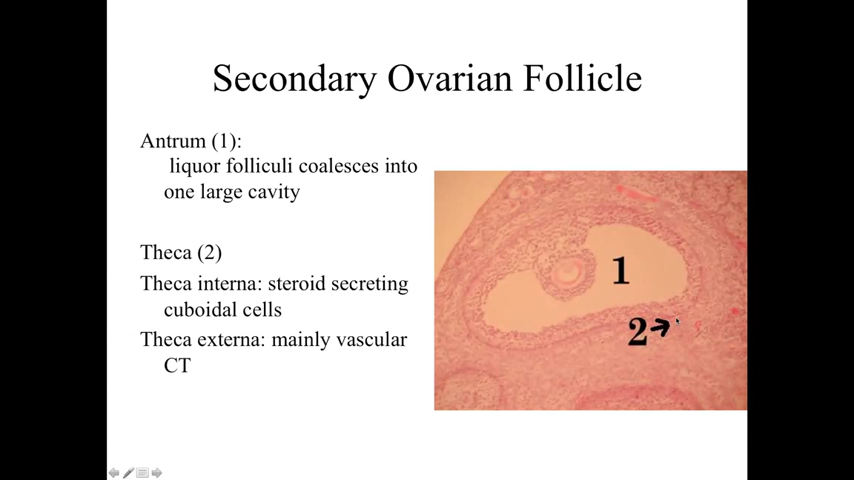 Secondary Ovarian Follicle
Antrum (1):
liquor folliculi coalesces into
one large cavity
Theca (2)
Theca interna: steroid secreting
cuboidal cells
Theca externa: mainly vascular
CT
1
2